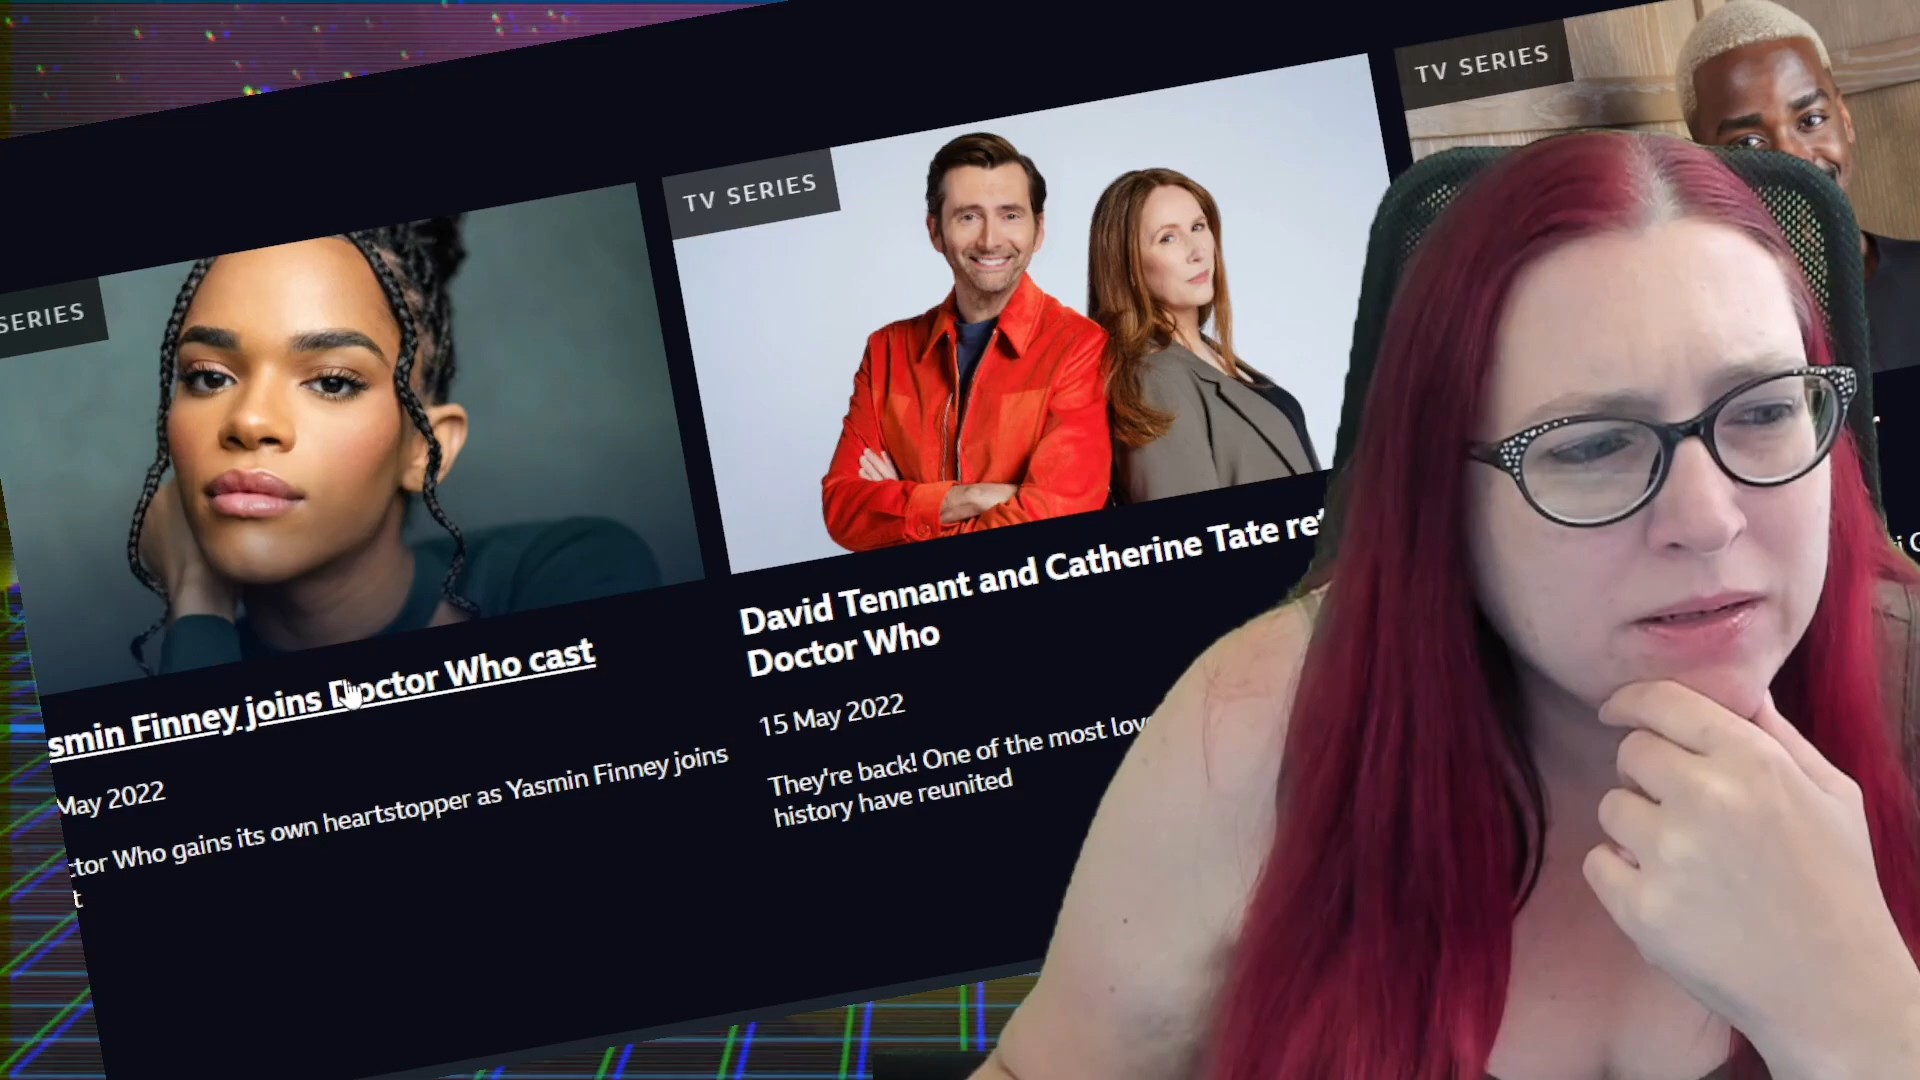 SERIES
smin Finney joins Doctor Who cast
May 2022
ctor Who gains its own heartstopper as Yasmin Finney joins
t
TV SERIES
David Tennant and Catherine Tate ret
Doctor Who
15 May 2022
They're back! One of the most lov
history have reunited
TV SERIES